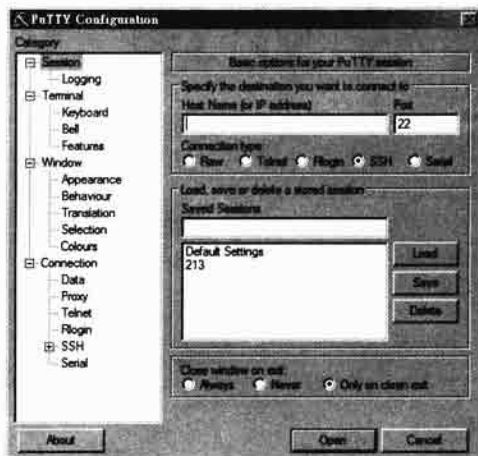 PuTTY Configuration
Category
Session
Logging
Terminal
Keyboard
Bell
Features
Window
Appearance
Behaviour
Translation
Selection
Colours
Connection
Data
Proxy
Telnet
Rlogin
SSH
Serial
Basic options for your PuTTY session
Specify the destination you want to connect to
Host Name (or IP address) Port
22
Connection type
Raw Telnet Rlogin SSH Serial
Load, save or delete a stored session
Saved Sessions
Default Settings
213
Load
Save
Delete
Close window on exit:
Always Never Only on clean exit
About Open Cancel